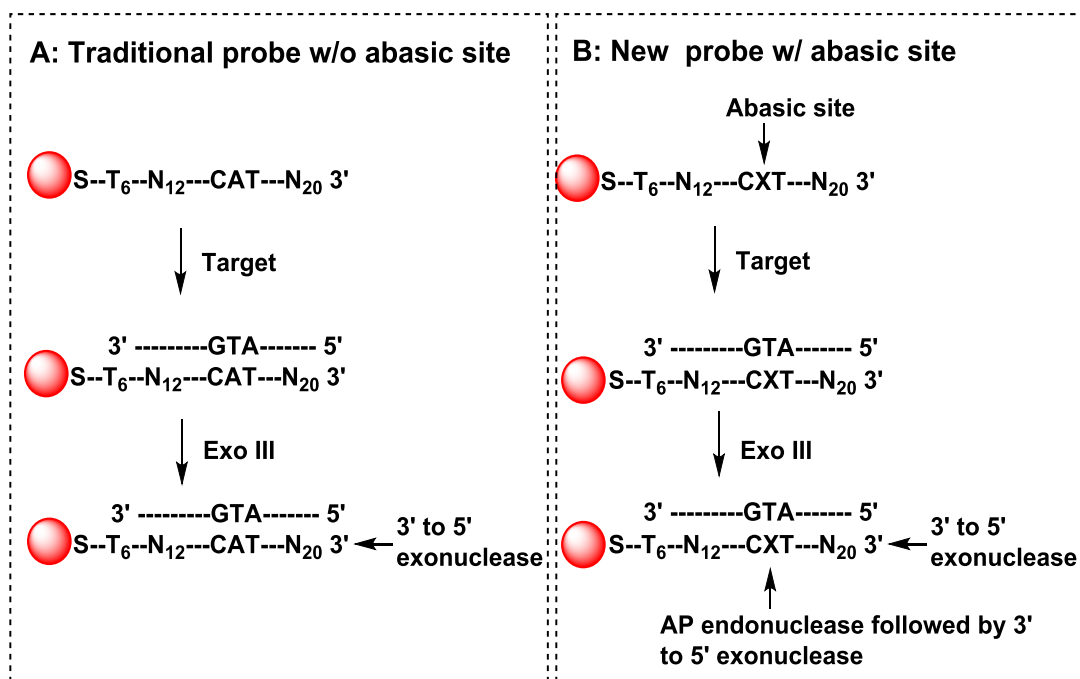 A: Traditional probe w/o abasic site
S--T6--N12---CAT---N20 3'
Target
3' ---------GTA------- 5'
S--T6--N12---CAT---N20 3'
Exo III
3' ---------GTA------- 5'
S--T6--N12---CAT---N20 3'
3' to 5'
exonuclease
B: New probe w/ abasic site
Abasic site
S--T6--N12---CXT---N20 3'
Target
3' ---------GTA------- 5'
S--T6--N12---CXT---N20 3'
Exo III
3' ---------GTA------- 5'
S--T6--N12---CXT---N20 3'
3' to 5'
exonuclease
AP endonuclease followed by 3'
to 5' exonuclease